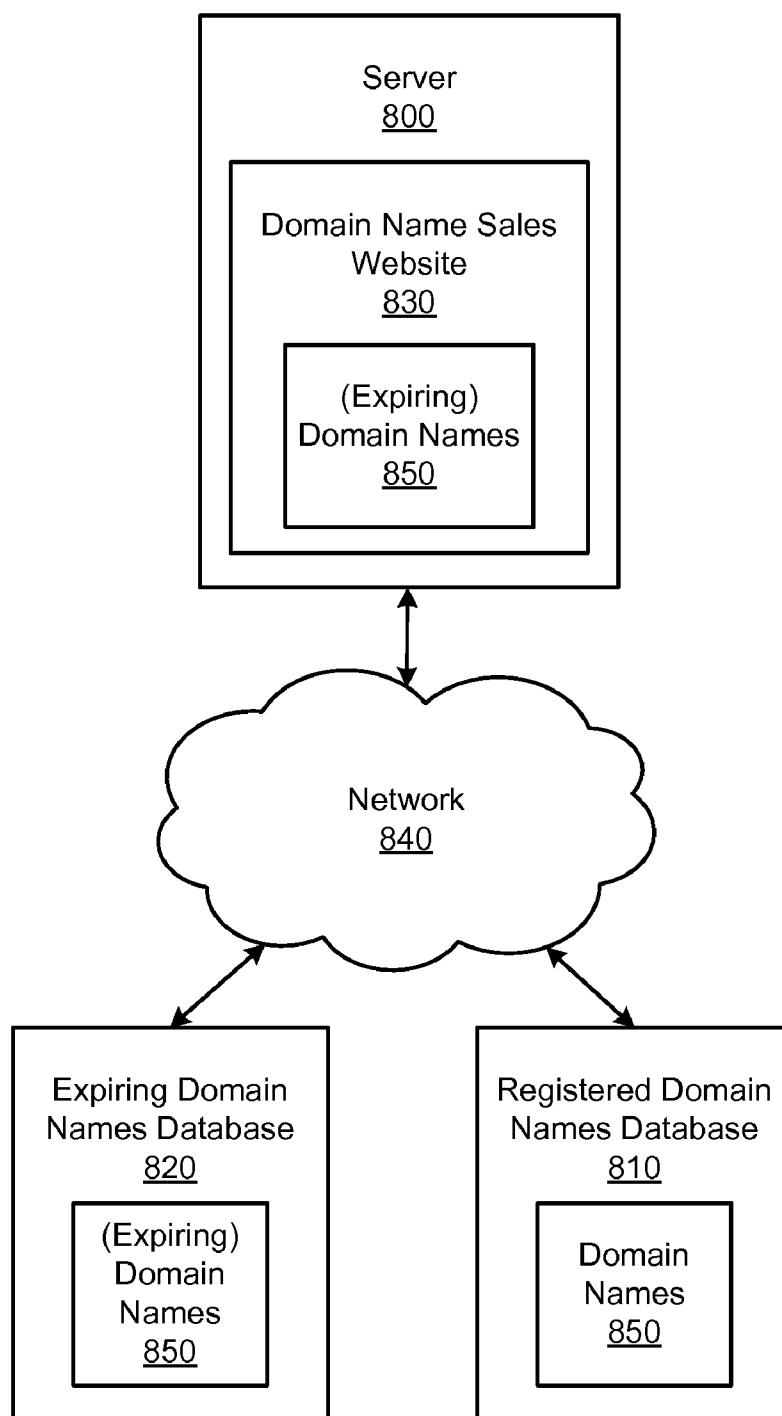 Server
800
Domain Name Sales
Website
830
(Expiring)
Domain Names
850
Network
840
Expiring Domain
Names Database
820
(Expiring)
Domain
Names
850
Registered Domain
Names Database
810
Domain
Names
850